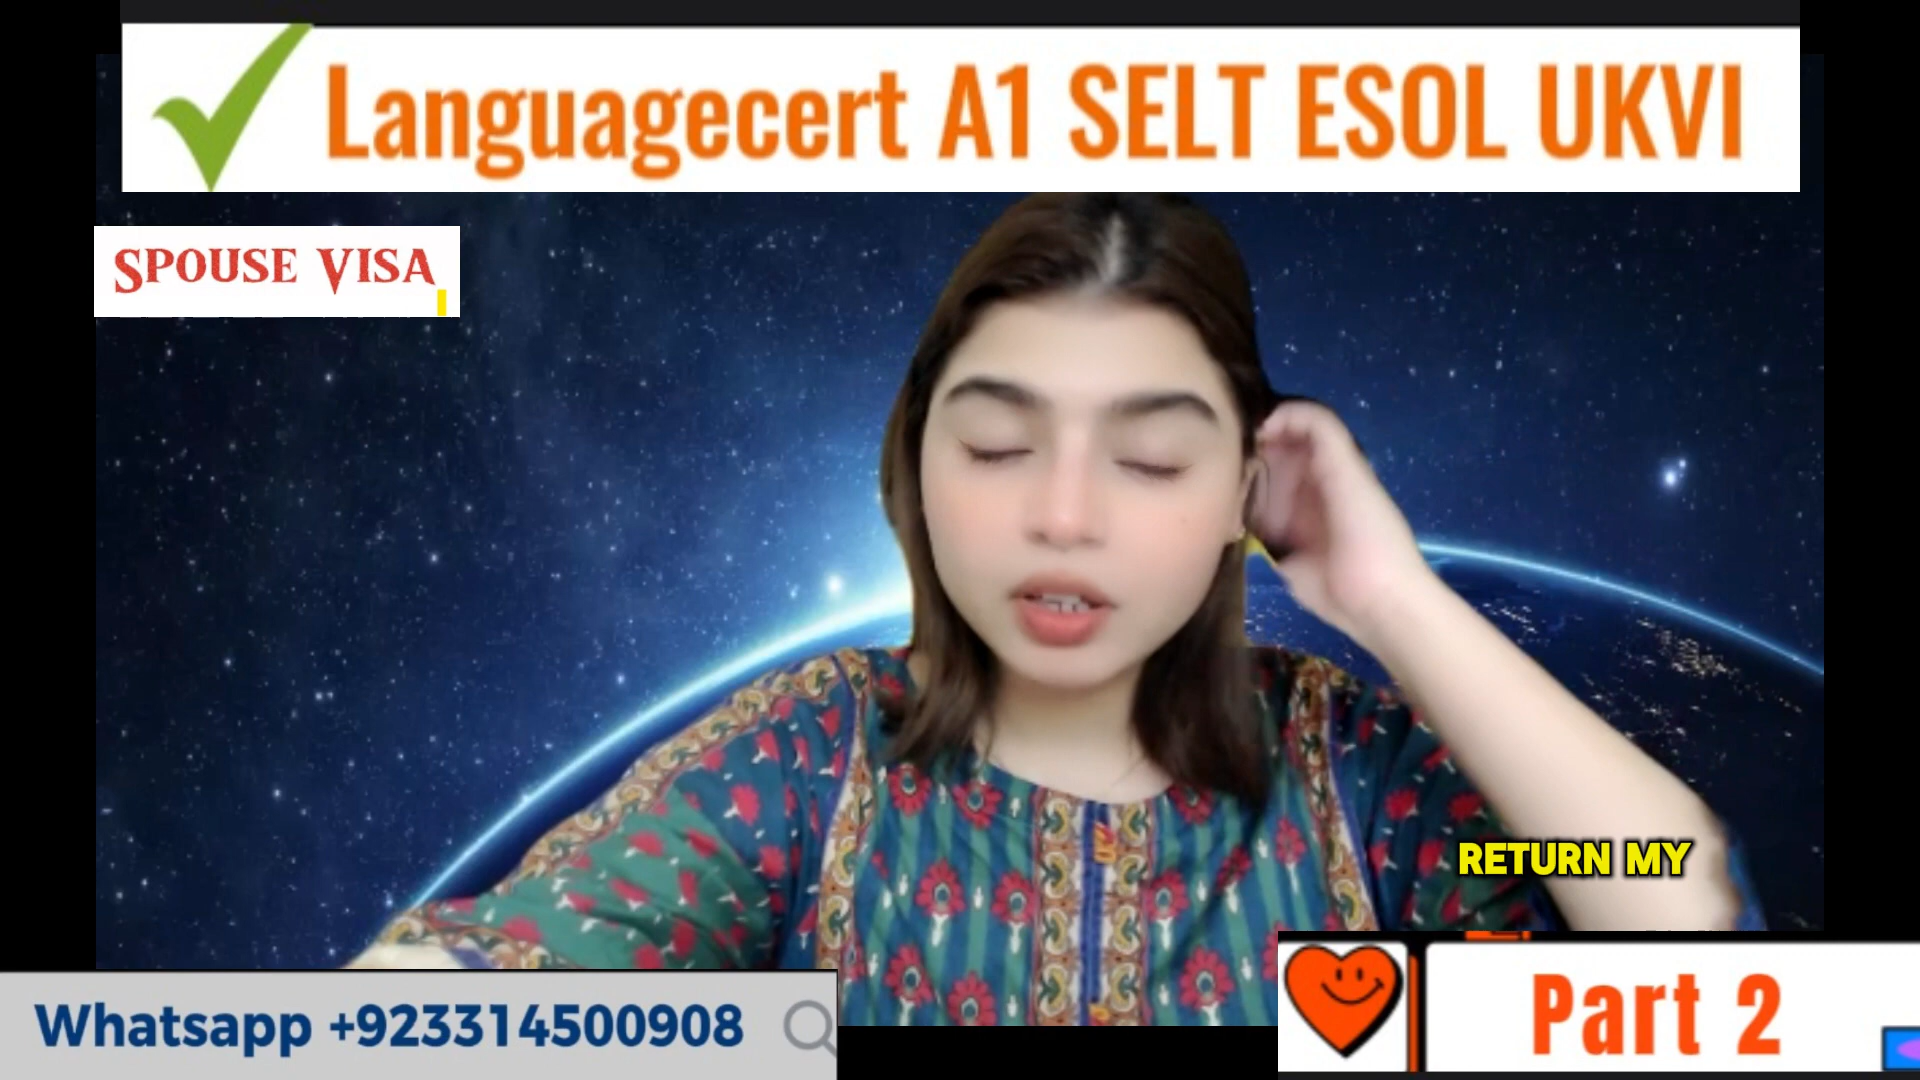 Languagecert A1 SELT ESOL UKVI
SPOUSE VISA
RETURN MY
Whatsapp +923314500908
Part 2